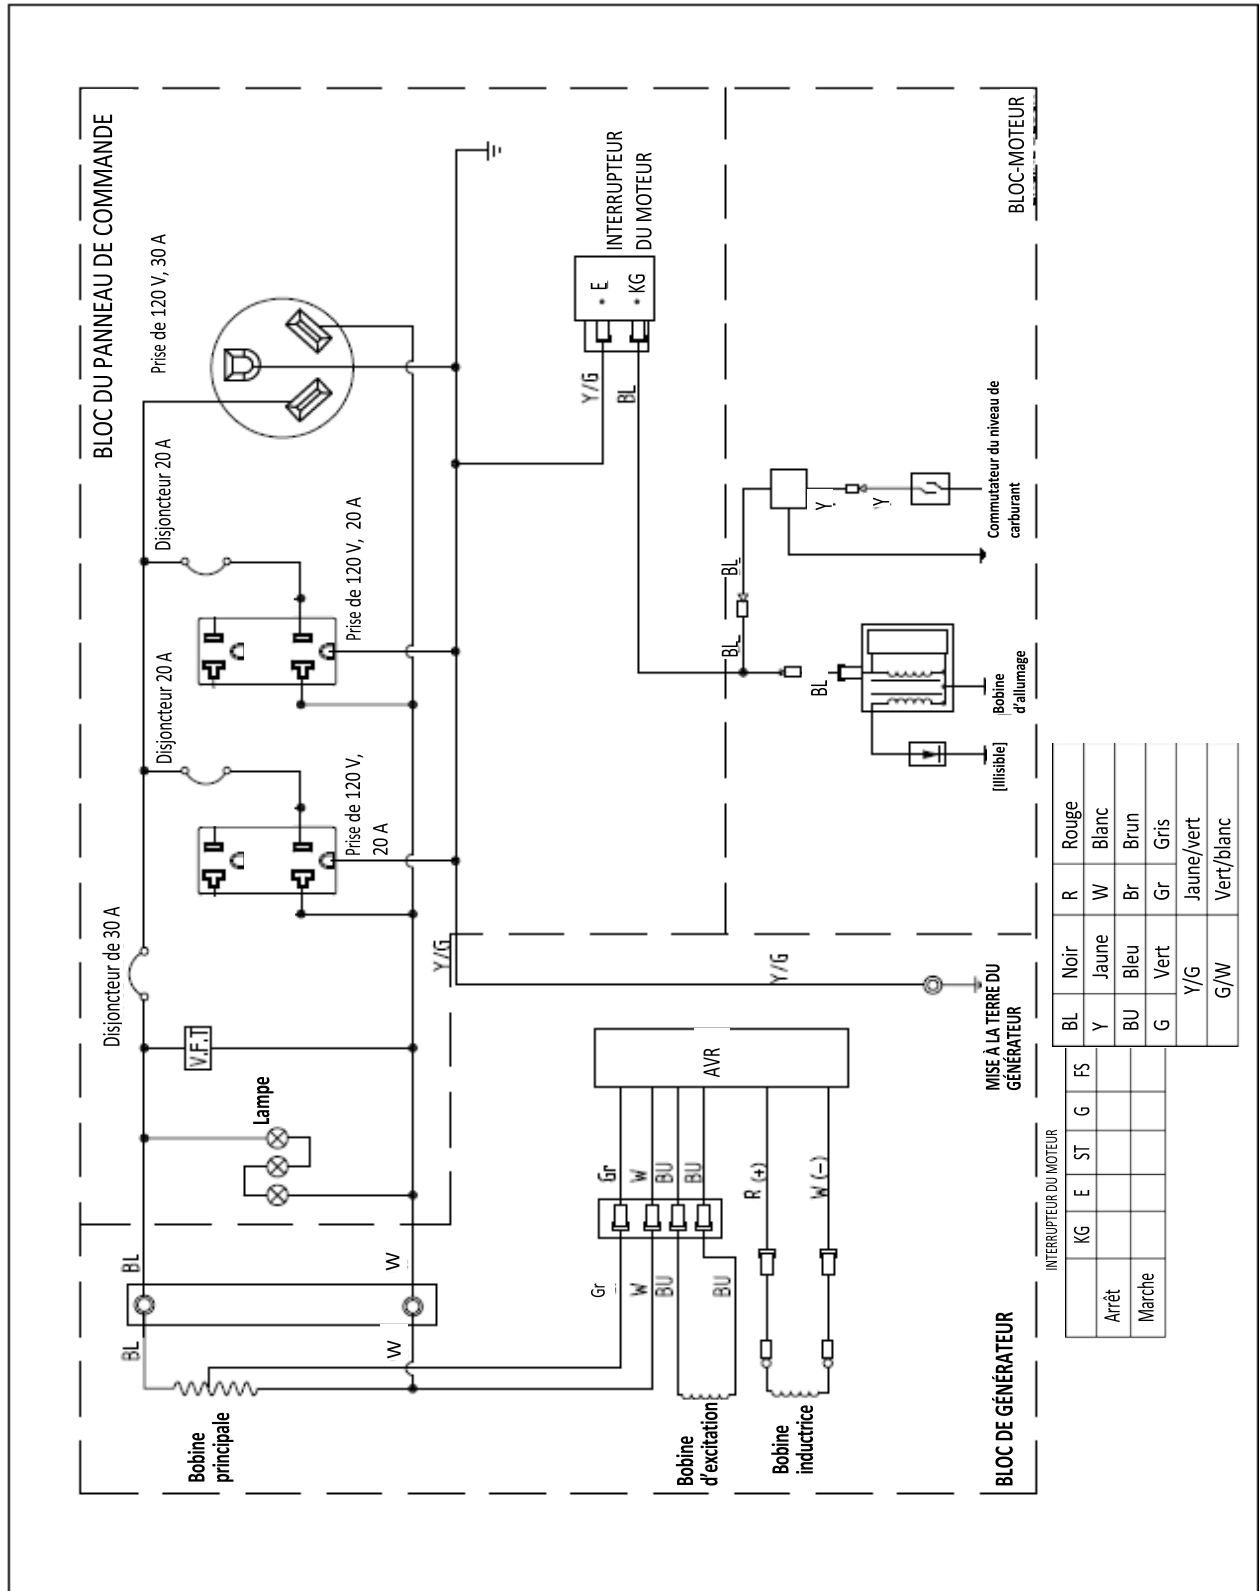 BLOC DU PANNEAU DE COMMANDE
Prise de 120 V, 30 A
Disjoncteur 20 A
Prise de 120 V, 20 A
Disjoncteur 20 A
Prise de 120 V,
20 A
Disjoncteur de 30 A
V.F.T
Lampe
BL
W
BL
W
Bobine
principale
INTERRUPTEUR
DU MOTEUR
E
KG
Y/G
BL
Y/G
Y/G
BLOC-MOTEUR
Commutateur du niveau de
carburant
Y
Y
BL
BL
BL
Bobine
d'allumage
[Illisible]
MISE À LA TERRE DU
GÉNÉRATEUR
AVR
Gr
W
BU
BU
R (+)
W (–)
Gr
W
BU
BU
Bobine
d'excitation
Bobine
inductrice
BLOC DE GÉNÉRATEUR
INTERRUPTEUR DU MOTEUR
KG E ST G FS
Arrêt
Marche
BL Noir R Rouge
Y Jaune W Blanc
BU Bleu Br Brun
G Vert Gr Gris
Y/G Jaune/vert
G/W Vert/blanc